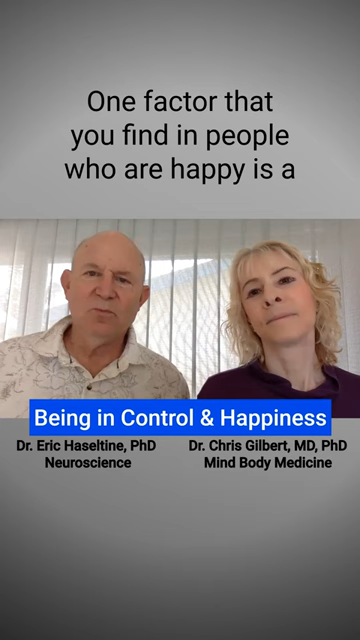 One factor that
you find in people
who are happy is a
Being in Control & Happiness
Dr. Eric Haseltine, PhD
Neuroscience
Dr. Chris Gilbert, MD, PhD
Mind Body Medicine